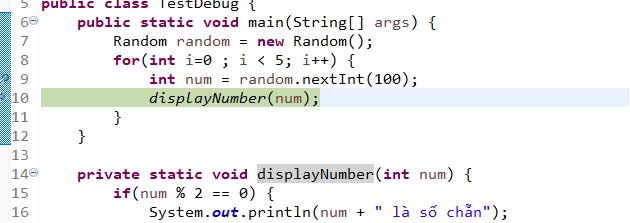 5 public class TestDebug {
6 public static void main(String[] args) {
7 Random random = new Random();
8 for(int i=0 ; i < 5; i++) {
9 int num = random.nextInt(100);
10 displayNumber(num);
11 }
12 }
13
14 private static void displayNumber(int num) {
15 if(num % 2 == 0) {
16 System.out.println(num + " là số chẵn");